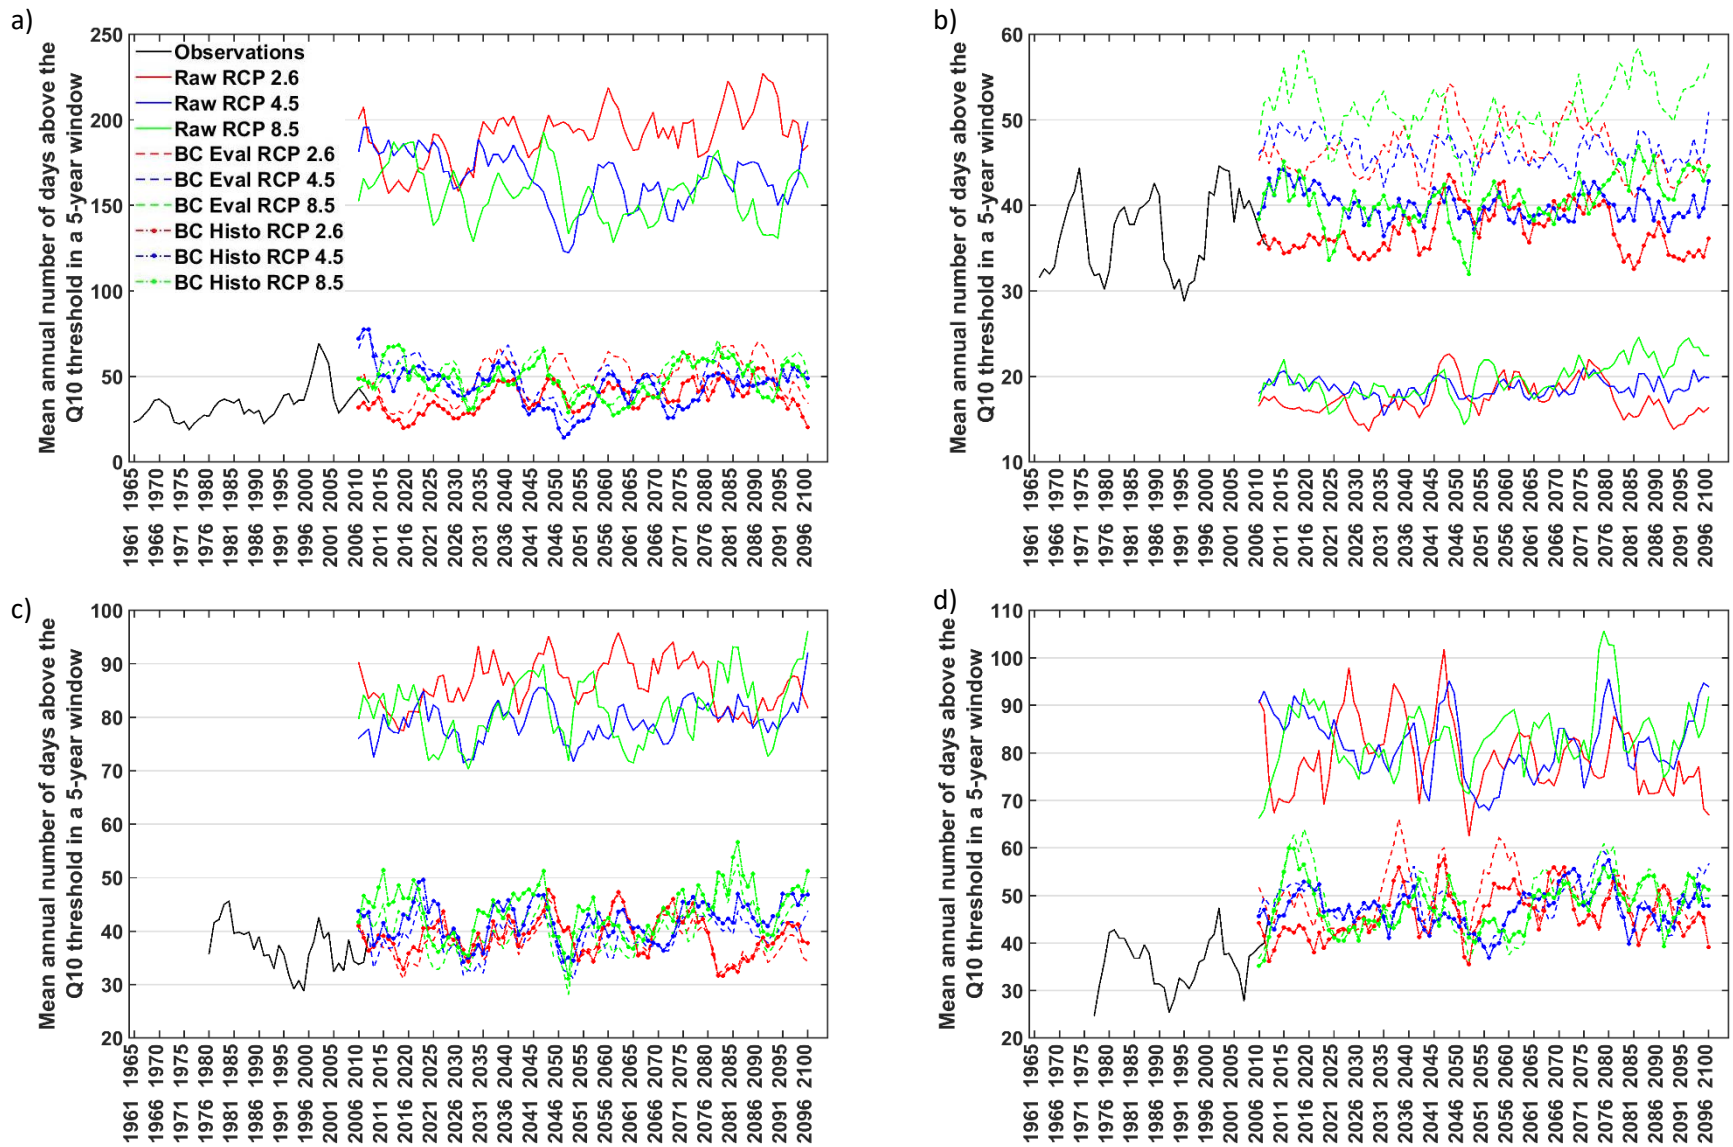 a)
Mean annual number of days above the
Q10 threshold in a 5-year window
250
200
150
100
50
0
Observations
Raw RCP 2.6
Raw RCP 4.5
Raw RCP 8.5
BC Eval RCP 2.6
BC Eval RCP 4.5
BC Eval RCP 8.5
BC Histo RCP 2.6
BC Histo RCP 4.5
BC Histo RCP 8.5
1965 1970 1975 1980 1985 1990 1995 2000 2005 2010 2015 2020 2025 2030 2035 2040 2045 2050 2055 2060 2065 2070 2075 2080 2085 2090 2095 2100
1961 1966 1971 1976 1981 1986 1991 1996 2001 2006 2011 2016 2021 2026 2031 2036 2041 2046 2051 2056 2061 2066 2071 2076 2081 2086 2091 2096
b)
Mean annual number of days above the
Q10 threshold in a 5-year window
60
50
40
30
20
10
1965 1970 1975 1980 1985 1990 1995 2000 2005 2010 2015 2020 2025 2030 2035 2040 2045 2050 2055 2060 2065 2070 2075 2080 2085 2090 2095 2100
1961 1966 1971 1976 1981 1986 1991 1996 2001 2006 2011 2016 2021 2026 2031 2036 2041 2046 2051 2056 2061 2066 2071 2076 2081 2086 2091 2096
c)
Mean annual number of days above the
Q10 threshold in a 5-year window
100
90
80
70
60
50
40
30
20
1965 1970 1975 1980 1985 1990 1995 2000 2005 2010 2015 2020 2025 2030 2035 2040 2045 2050 2055 2060 2065 2070 2075 2080 2085 2090 2095 2100
1961 1966 1971 1976 1981 1986 1991 1996 2001 2006 2011 2016 2021 2026 2031 2036 2041 2046 2051 2056 2061 2066 2071 2076 2081 2086 2091 2096
d)
Mean annual number of days above the
Q10 threshold in a 5-year window
110
100
90
80
70
60
50
40
30
20
1965 1970 1975 1980 1985 1990 1995 2000 2005 2010 2015 2020 2025 2030 2035 2040 2045 2050 2055 2060 2065 2070 2075 2080 2085 2090 2095 2100
1961 1966 1971 1976 1981 1986 1991 1996 2001 2006 2011 2016 2021 2026 2031 2036 2041 2046 2051 2056 2061 2066 2071 2076 2081 2086 2091 2096